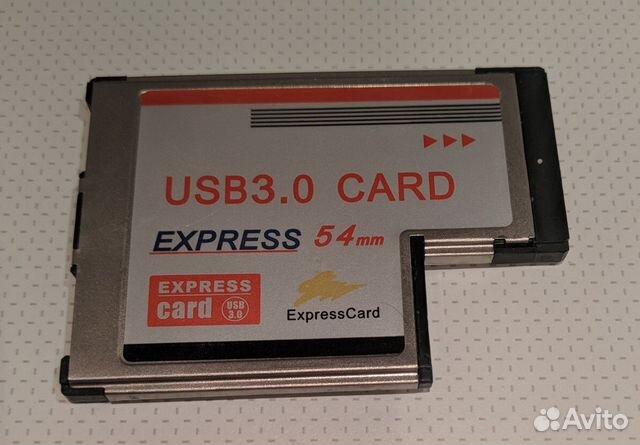 USB3.0 CARD
EXPRESS 54mm
EXPRESS
card USB 3.0
ExpressCard
Avito